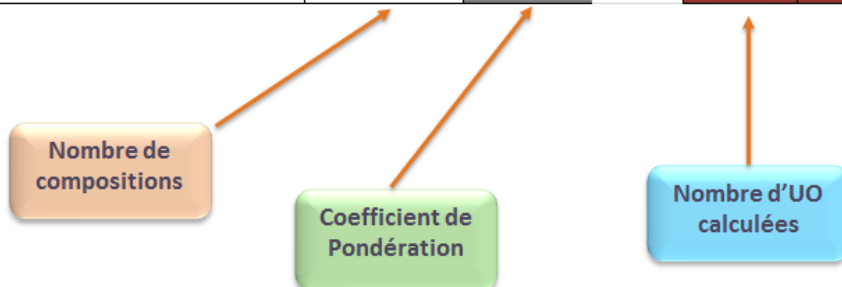 Nombre de
compositions
Coefficient de
Pondération
Nombre d'UO
calculées